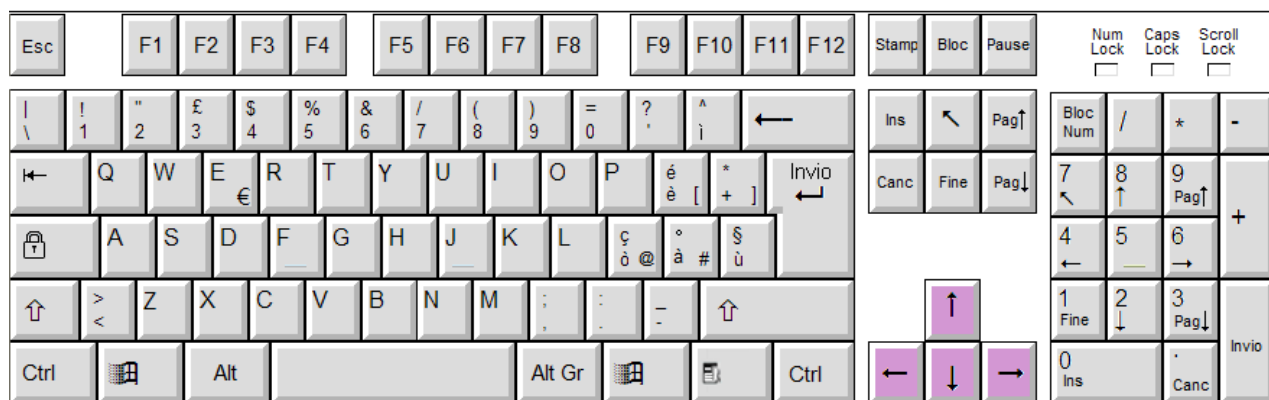 Esc F1 F2 F3 F4 F5 F6 F7 F8 F9 F10 F11 F12 Stamp Bloc Pause
Num Lock Caps Lock Scroll Lock
| \ ! 1 " 2 £ 3 $ 4 % 5 & 6 / 7 ( 8 ) 9 = 0 ? ' ^ ì ← Ins ↖ Pag↑ Bloc Num / * -
⇤ Q W E € R T Y U I O P é è [ * + ] Invio ↵ Canc Fine Pag↓ 7 ↖ 8 ↑ 9 Pag↑ +
A S D F G H J K L ç ò @ ° à # § ù 4 ← 5 6 →
⇧ > < Z X C V B N M ; , : . _ - ⇧ ↑ 1 Fine 2 ↓ 3 Pag↓ Invio
Ctrl Alt Alt Gr Ctrl ← ↓ → 0 Ins . Canc